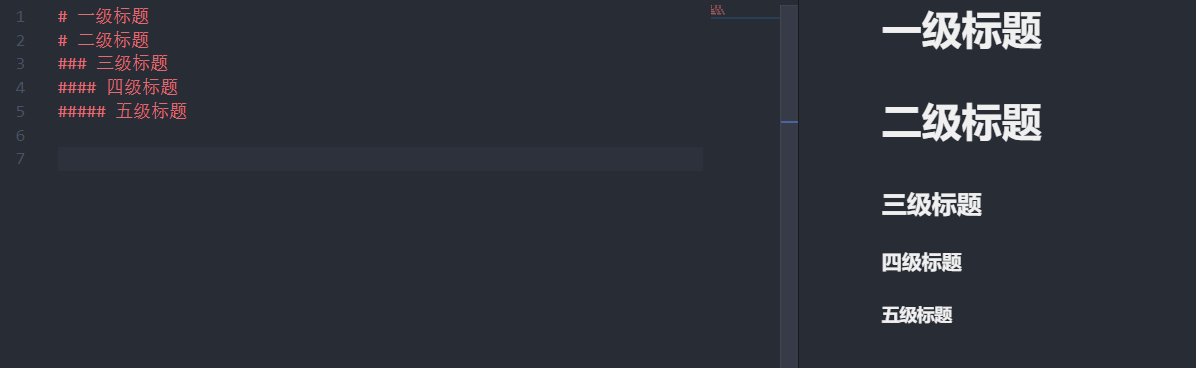 1 # 一级标题
2 # 二级标题
3 ### 三级标题
4 #### 四级标题
5 ##### 五级标题
6
7
一级标题
二级标题
三级标题
四级标题
五级标题